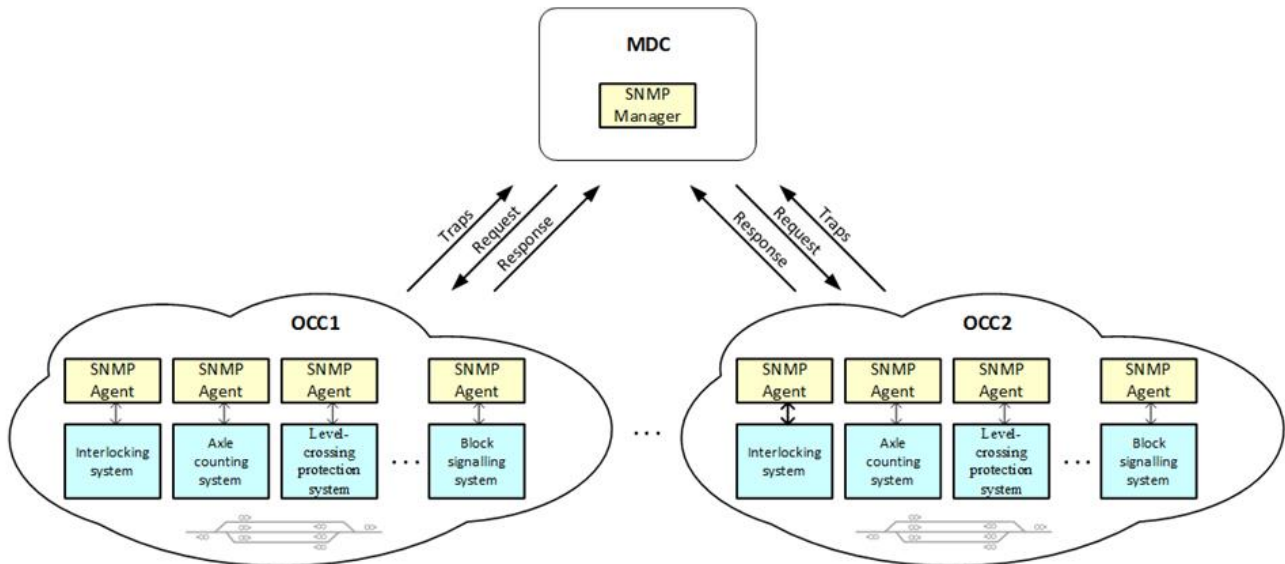 MDC
SNMP
Manager
Traps
Request
Response
Response
Request
Traps
OCC1
SNMP
Agent
SNMP
Agent
SNMP
Agent
SNMP
Agent
Interlocking
system
Axle
counting
system
Level-
crossing
protection
system
...
Block
signalling
system
...
OCC2
SNMP
Agent
SNMP
Agent
SNMP
Agent
SNMP
Agent
Interlocking
system
Axle
counting
system
Level-
crossing
protection
system
...
Block
signalling
system